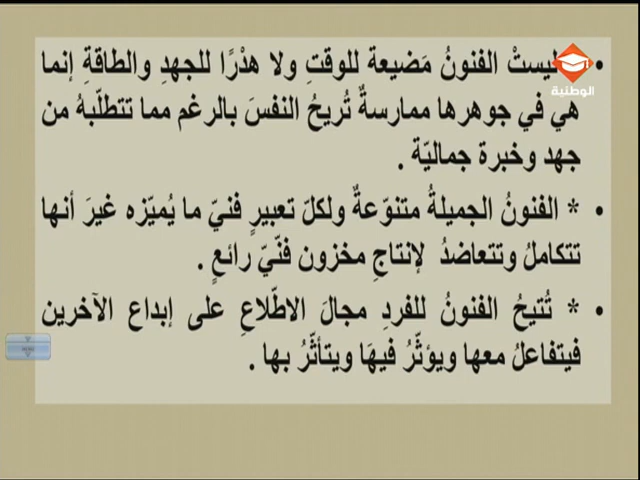 • ليستْ الفنونُ مَضيعة للوقتِ ولا هدْرًا للجهدِ والطاقةِ إنما
الوطنية
هي في جوهرها ممارسةٌ تُريحُ النفسَ بالرغم مما تتطلّبهُ من
جهد وخبرة جماليّة .
• * الفنونُ الجميلةُ متنوّعةٌ ولكلّ تعبيرٍ فنيّ ما يُميّزه غيرَ أنها
تتكاملُ وتتعاضدُ لإنتاجِ مخزون فنّيّ رائعٍ .
• * تُتيحُ الفنونُ للفردِ مجالَ الاطّلاعِ على إبداع الآخرين
فيتفاعلُ معها ويؤثّرُ فيهَا ويتأثّرُ بها .